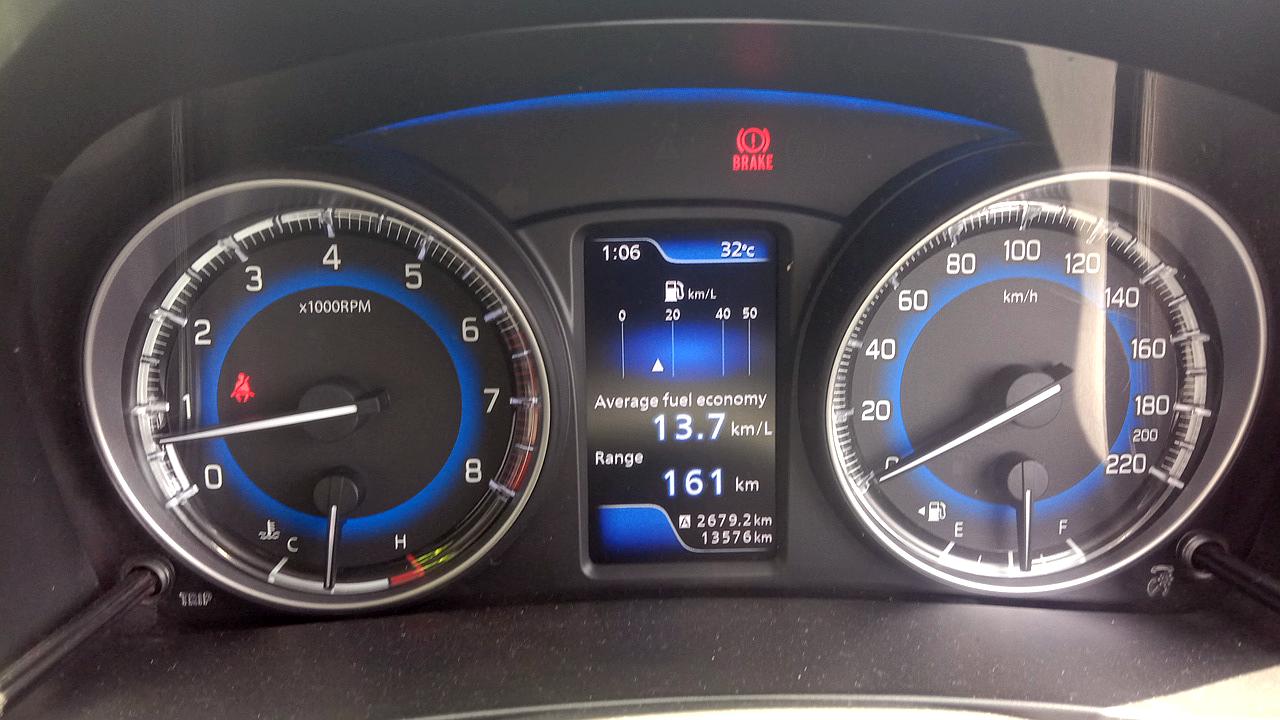 BRAKE
1:06 32°C
km/L
0 20 40 50
Average fuel economy
13.7 km/L
Range
161 km
A 2679.2 km
13576 km
0 1 2 3 4 5 6 7 8
x1000RPM
C H
TRIP
0 20 40 60 80 100 120 140 160 180 200 220
km/h
E F